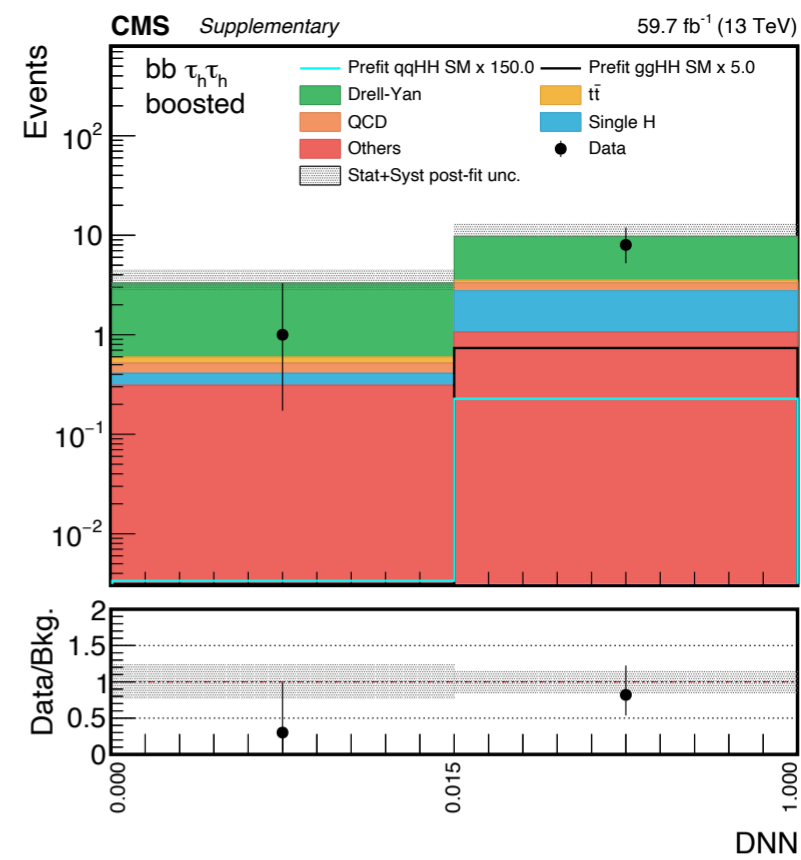 CMS Supplementary 59.7 fb⁻¹ (13 TeV)
Events
bb τₕτₕ
boosted
Prefit qqHH SM x 150.0
Prefit ggHH SM x 5.0
Drell-Yan
tt̄
QCD
Single H
Others
Data
Stat+Syst post-fit unc.
10²
10
1
10⁻¹
10⁻²
Data/Bkg.
2
1.5
1
0.5
0
0.000 0.015 1.000
DNN